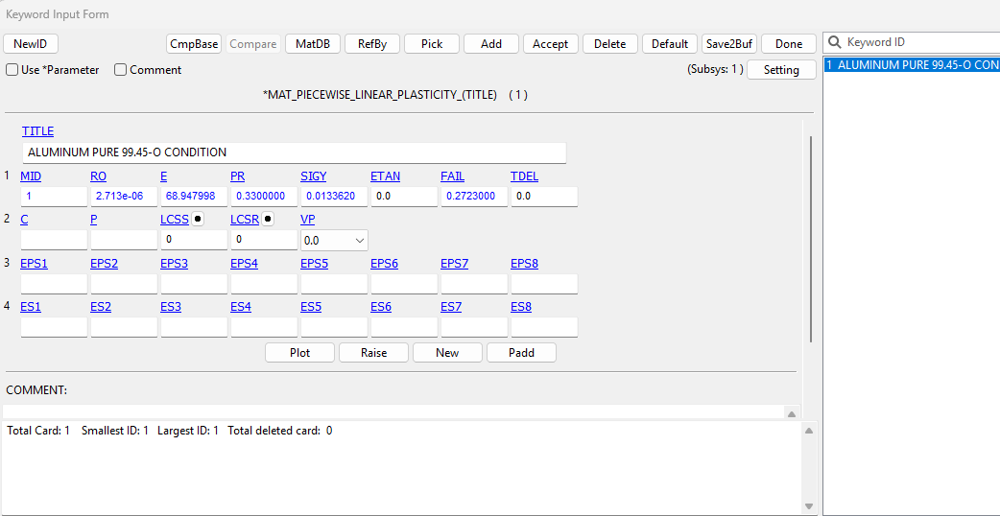 Keyword Input Form
NewID CmpBase Compare MatDB RefBy Pick Add Accept Delete Default Save2Buf Done
Keyword ID
Use *Parameter Comment (Subsys: 1 ) Setting
1 ALUMINUM PURE 99.45-O CON
*MAT_PIECEWISE_LINEAR_PLASTICITY_(TITLE) ( 1 )
TITLE
ALUMINUM PURE 99.45-O CONDITION
1 MID RO E PR SIGY ETAN FAIL TDEL
1 2.713e-06 68.947998 0.3300000 0.0133620 0.0 0.2723000 0.0
2 C P LCSS LCSR VP
0 0 0.0
3 EPS1 EPS2 EPS3 EPS4 EPS5 EPS6 EPS7 EPS8
4 ES1 ES2 ES3 ES4 ES5 ES6 ES7 ES8
Plot Raise New Padd
COMMENT:
Total Card: 1 Smallest ID: 1 Largest ID: 1 Total deleted card: 0